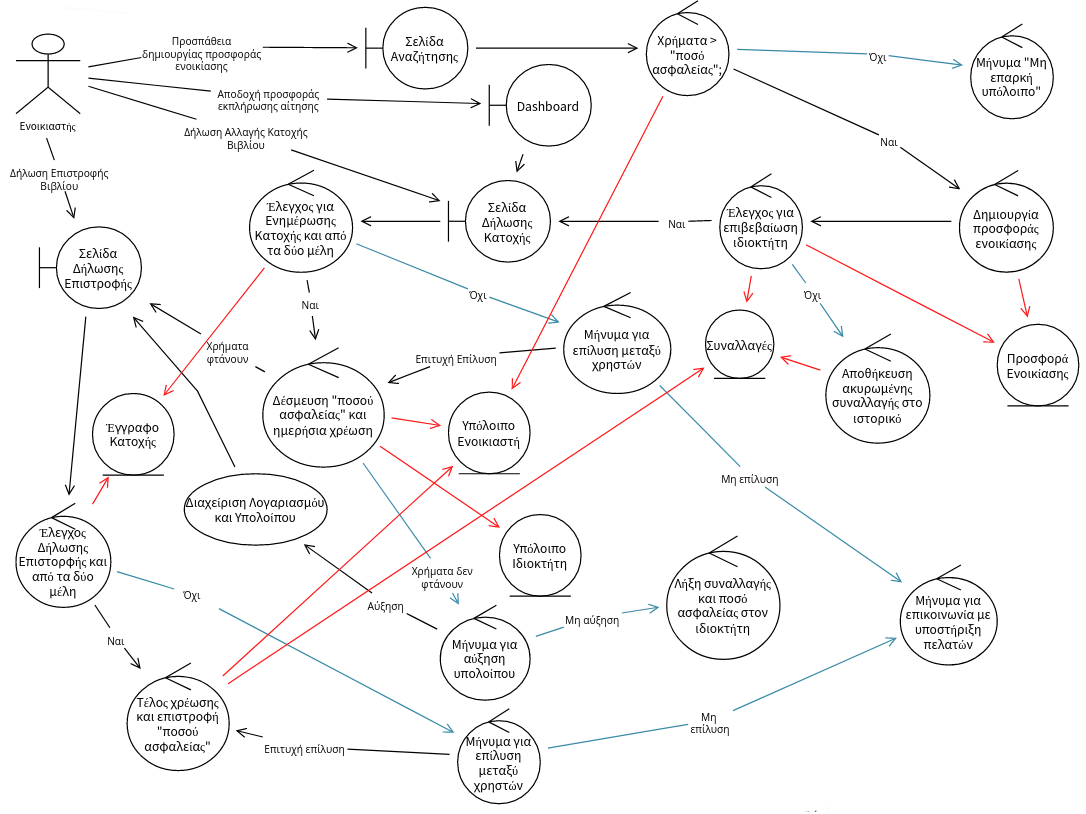 Προσπάθεια
δημιουργία προσφοράς
ενοικίασης
Σελίδα
Αναζήτησης
Χρήματα >
"ποσό
ασφαλείας";
Όχι
Μήνυμα "Μη
επαρκή
υπόλοιπο"
Ενοικιαστής
Αποδοχή προσφοράς
εκπλήρωσης αίτησης
Dashboard
Δήλωση Αλλαγής Κατοχής
Βιβλίου
Ναι
Δήλωση Επιστροφής
Βιβλίου
Έλεγχος για
Ενημέρωσης
Κατοχής και από
τα δύο μέλη
Σελίδα
Δήλωσης
Κατοχής
Ναι
Έλεγχος για
επιβεβαίωση
ιδιοκτήτη
Δημιουργία
προσφοράς
ενοικίασης
Σελίδα
Δήλωσης
Επιστροφής
Ναι
Όχι
Όχι
Χρήματα
φτάνουν
Επιτυχή Επίλυση
Μήνυμα για
επίλυση μεταξύ
χρηστών
Συναλλαγές
Προσφορά
Ενοικίασης
Αποθήκευση
ακυρωμένης
συναλλαγής στο
ιστορικό
Έγγραφο
Κατοχής
Δέσμευση "ποσού
ασφαλείας" και
ημερήσια χρέωση
Υπόλοιπο
Ενοικιαστή
Μη επίλυση
Διαχείριση Λογαριασμόυ
και Υπολοίπου
Έλεγχος
Δήλωσης
Επιστορφής και
από τα δύο
μέλη
Υπόλοιπο
Ιδιοκτήτη
Χρήματα δεν
φτάνουν
Όχι
Αύξηση
Μη αύξηση
Λήξη συναλλαγής
και ποσό
ασφαλείας στον
ιδιοκτήτη
Μήνυμα για
επικοινωνία με
υποστήριξη
πελατών
Ναι
Μήνυμα για
αύξηση
υπολοίπου
Τέλος χρέωσης
και επιστροφή
"ποσού
ασφαλείας"
Επιτυχή επίλυση
Μήνυμα για
επίλυση
μεταξύ
χρηστών
Μη
επίλυση